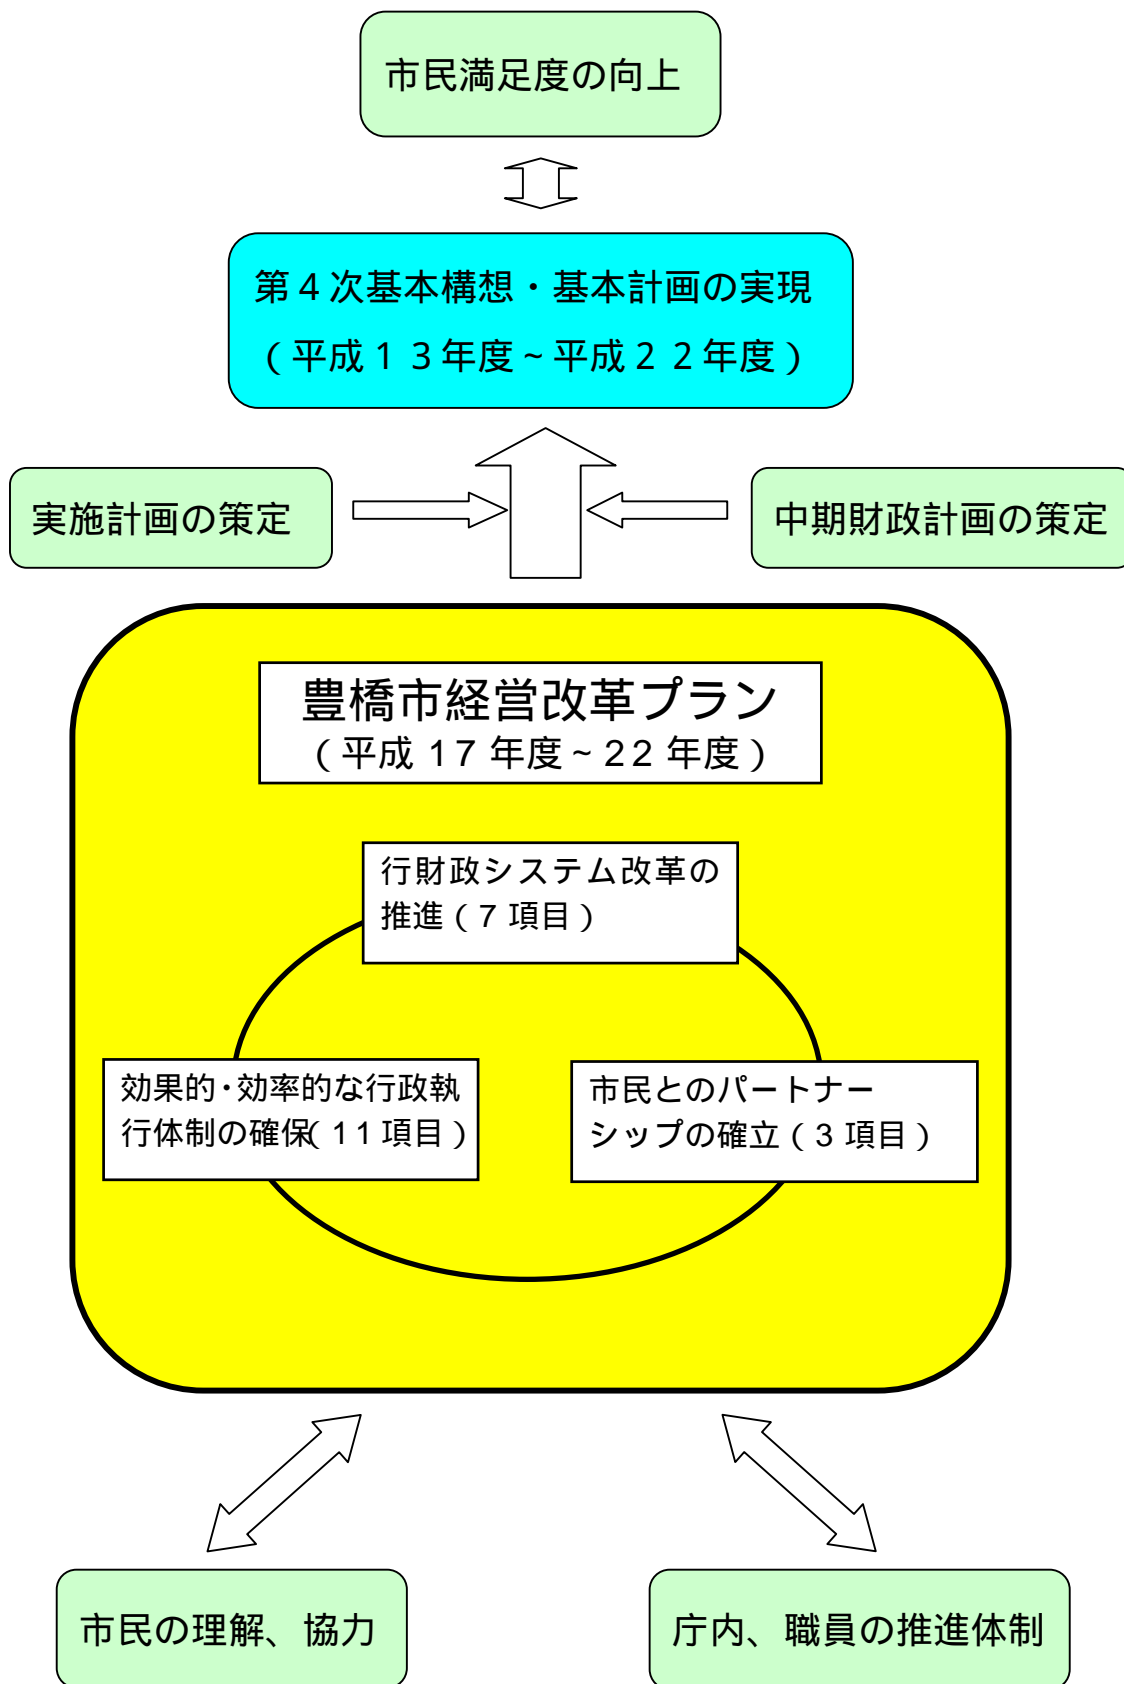 市民満足度の向上
第４次基本構想・基本計画の実現
（平成１３年度～平成２２年度）
実施計画の策定
中期財政計画の策定
豊橋市経営改革プラン
（平成 17 年度～22 年度）
行財政システム改革の
推進（７項目）
効果的・効率的な行政執
行体制の確保（11項目）
市民とのパートナー
シップの確立（３項目）
市民の理解、協力
庁内、職員の推進体制